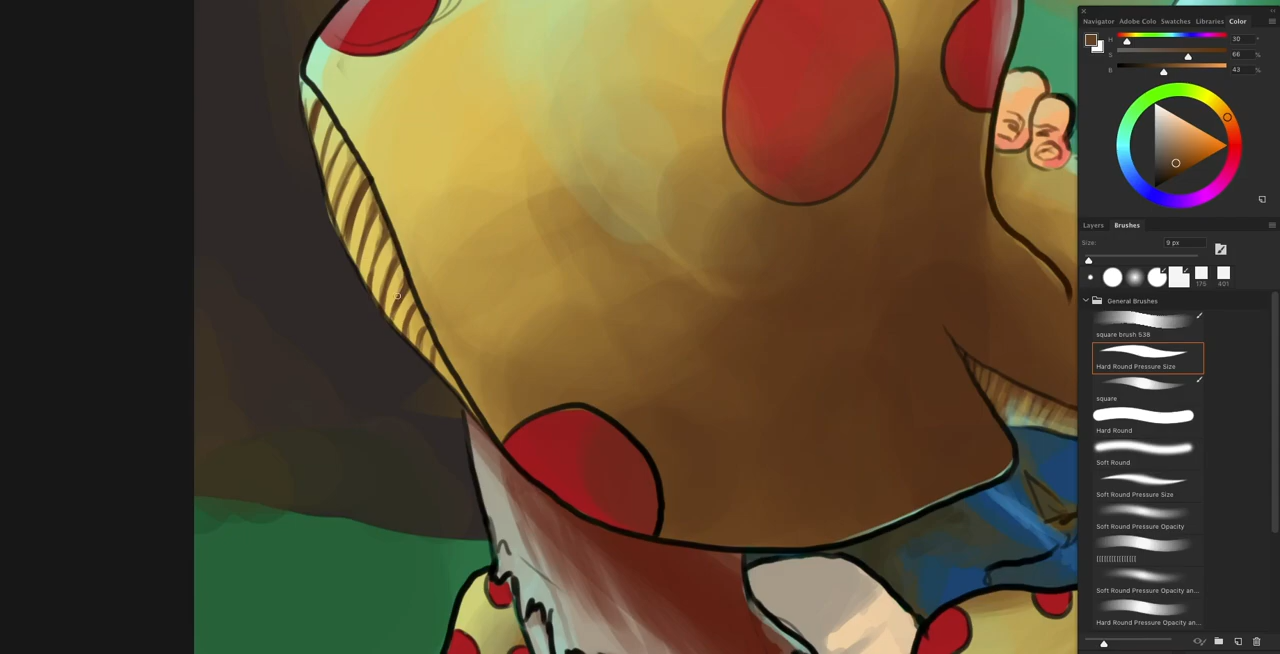 Navigator Adobe Colo Swatches Libraries Color
H 30 °
S 66 %
B 43 %
Layers Brushes
Size: 9 px
175 401
General Brushes
square brush 538
Hard Round Pressure Size
square
Hard Round
Soft Round
Soft Round Pressure Size
Soft Round Pressure Opacity
[[[[[[[[[[[[[[[[
Soft Round Pressure Opacity an...
Hard Round Pressure Opacity an...